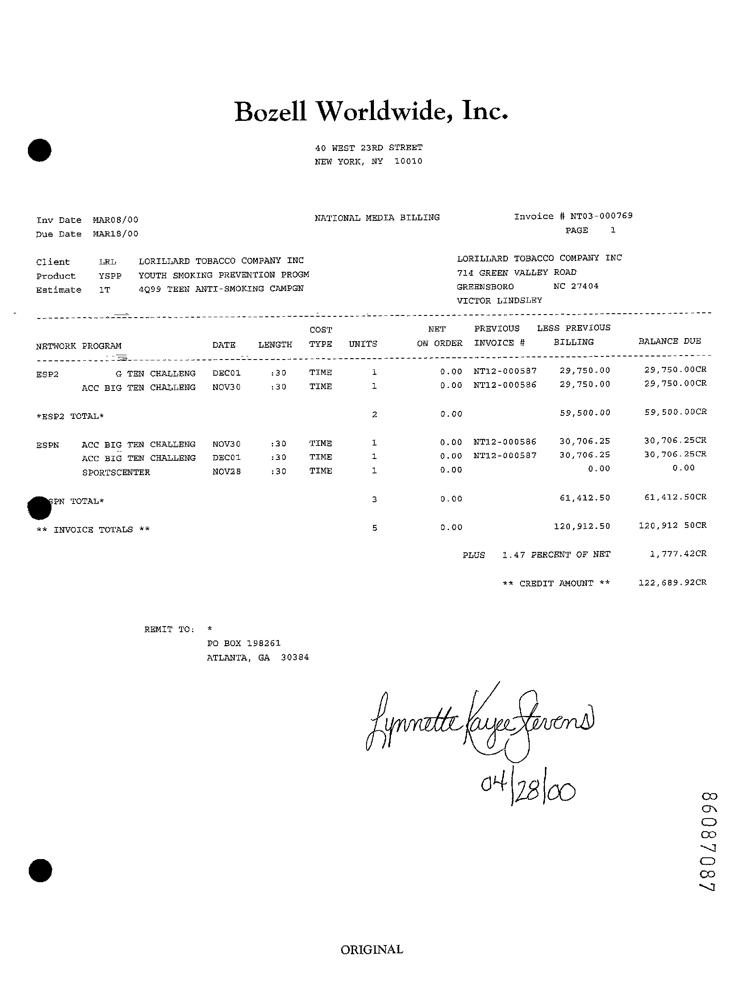 Bozell Worldwide, Inc.
40 WEST 23RD STREET
NEW YORK, NY 10010
Inv Date MAR08/00 NATIONAL MEDIA BILLING Invoice # NT03-000769
Due Date MAR18/00 PAGE 1
Client LRL LORILLARD TOBACCO COMPANY INC LORILLARD TOBACCO COMPANY INC
Product YSPP YOUTH SMOKING PREVENTION PROGM 714 GREEN VALLEY ROAD
Estimate 1T 4Q99 TEEN ANTI-SMOKING CAMPGN GREENSBORO NC 27404
VICTOR LINDSLEY
COST NET PREVIOUS LESS PREVIOUS
NETWORK PROGRAM DATE LENGTH TYPE UNITS ON ORDER INVOICE # BILLING BALANCE DUE
ESP2 G TEN CHALLENG DEC01 :30 TIME 1 0.00 NT12-000587 29,750.00 29,750.00CR
ACC BIG TEN CHALLENG NOV30 :30 TIME 1 0.00 NT12-000586 29,750.00 29,750.00CR
*ESP2 TOTAL* 2 0.00 59,500.00 59,500.00CR
ESPN ACC BIG TEN CHALLENG NOV30 :30 TIME 1 0.00 NT12-000586 30,706.25 30,706.25CR
ACC BIG TEN CHALLENG DEC01 :30 TIME 1 0.00 NT12-000587 30,706.25 30,706.25CR
SPORTSCENTER NOV28 :30 TIME 1 0.00 0.00 0.00
SPN TOTAL* 3 0.00 61,412.50 61,412.50CR
** INVOICE TOTALS ** 5 0.00 120,912.50 120,912 50CR
PLUS 1.47 PERCENT OF NET 1,777.42CR
** CREDIT AMOUNT ** 122,689.92CR
REMIT TO: *
PO BOX 198261
ATLANTA, GA 30384
Lynnette Kayee Stevens
04/28/00
86087087
ORIGINAL